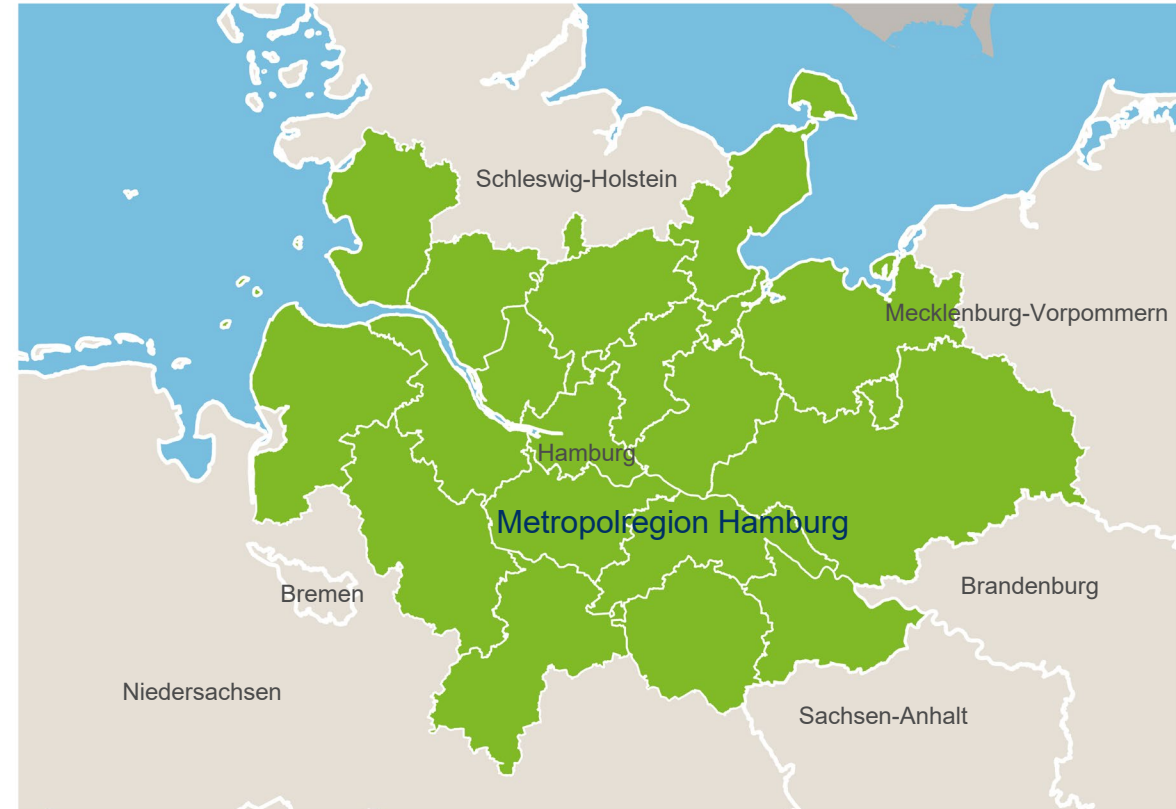 Schleswig-Holstein
Mecklenburg-Vorpommern
Hamburg
Metropolregion Hamburg
Bremen
Brandenburg
Niedersachsen
Sachsen-Anhalt